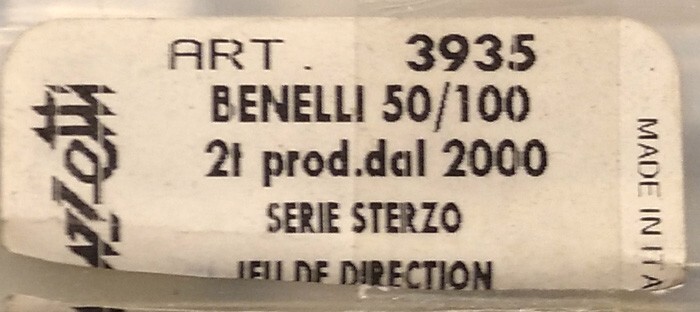 ART. 3935
BENELLI 50/100
2t prod.dal 2000
SERIE STERZO
JEU DE DIRECTION
MADE IN ITA